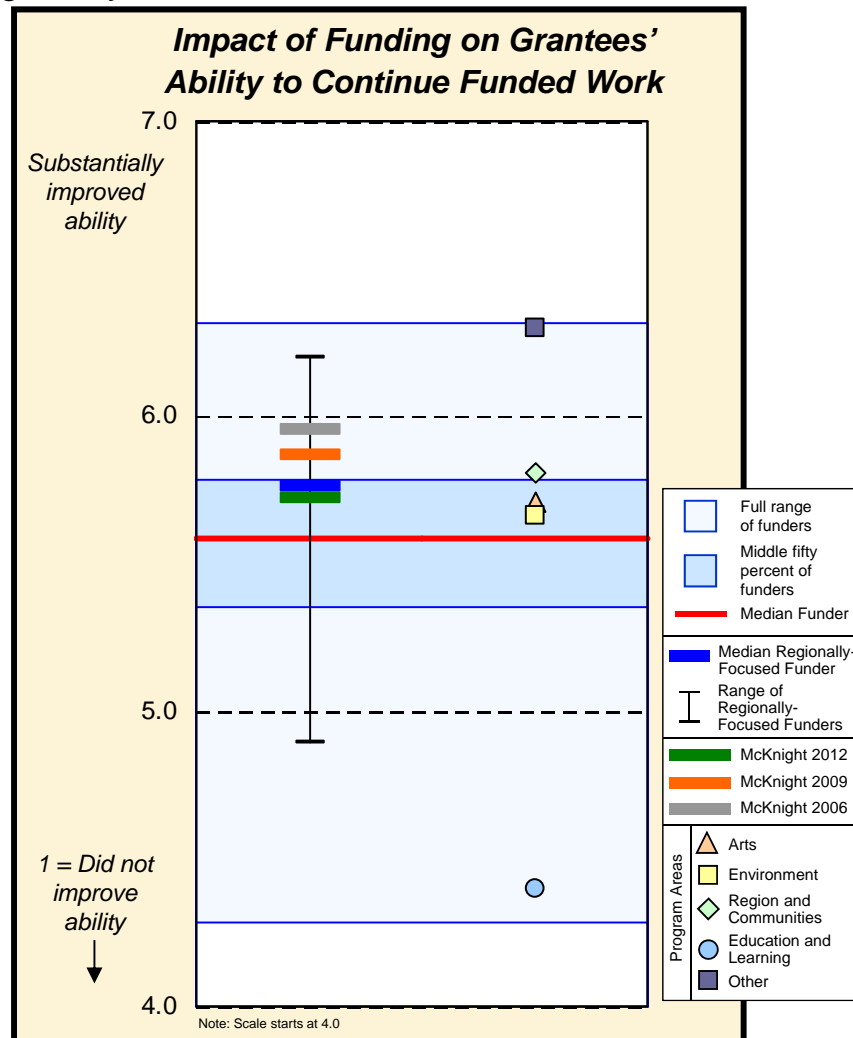 Impact of Funding on Grantees'
Ability to Continue Funded Work
7.0
Substantially
improved
ability
6.0
5.0
1 = Did not
improve
ability
4.0
Note: Scale starts at 4.0
Full range
of funders
Middle fifty
percent of
funders
Median Funder
Median Regionally-
Focused Funder
Range of
Regionally-
Focused Funders
McKnight 2012
McKnight 2009
McKnight 2006
Program Areas
Arts
Environment
Region and
Communities
Education and
Learning
Other